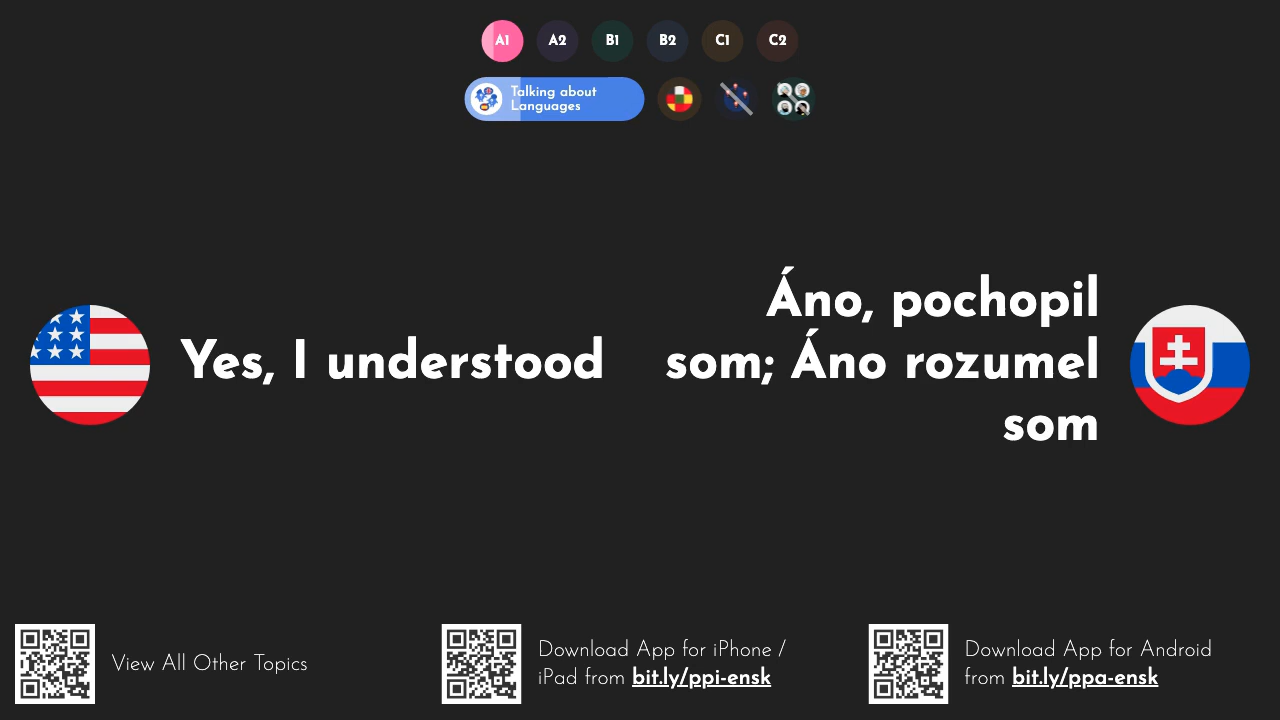 A1 A2 B1 B2 C1 C2
Talking about
Languages
Yes, I understood
Áno, pochopil
som; Áno rozumel
som
View All Other Topics
Download App for iPhone /
iPad from bit.ly/ppi-ensk
Download App for Android
from bit.ly/ppa-ensk